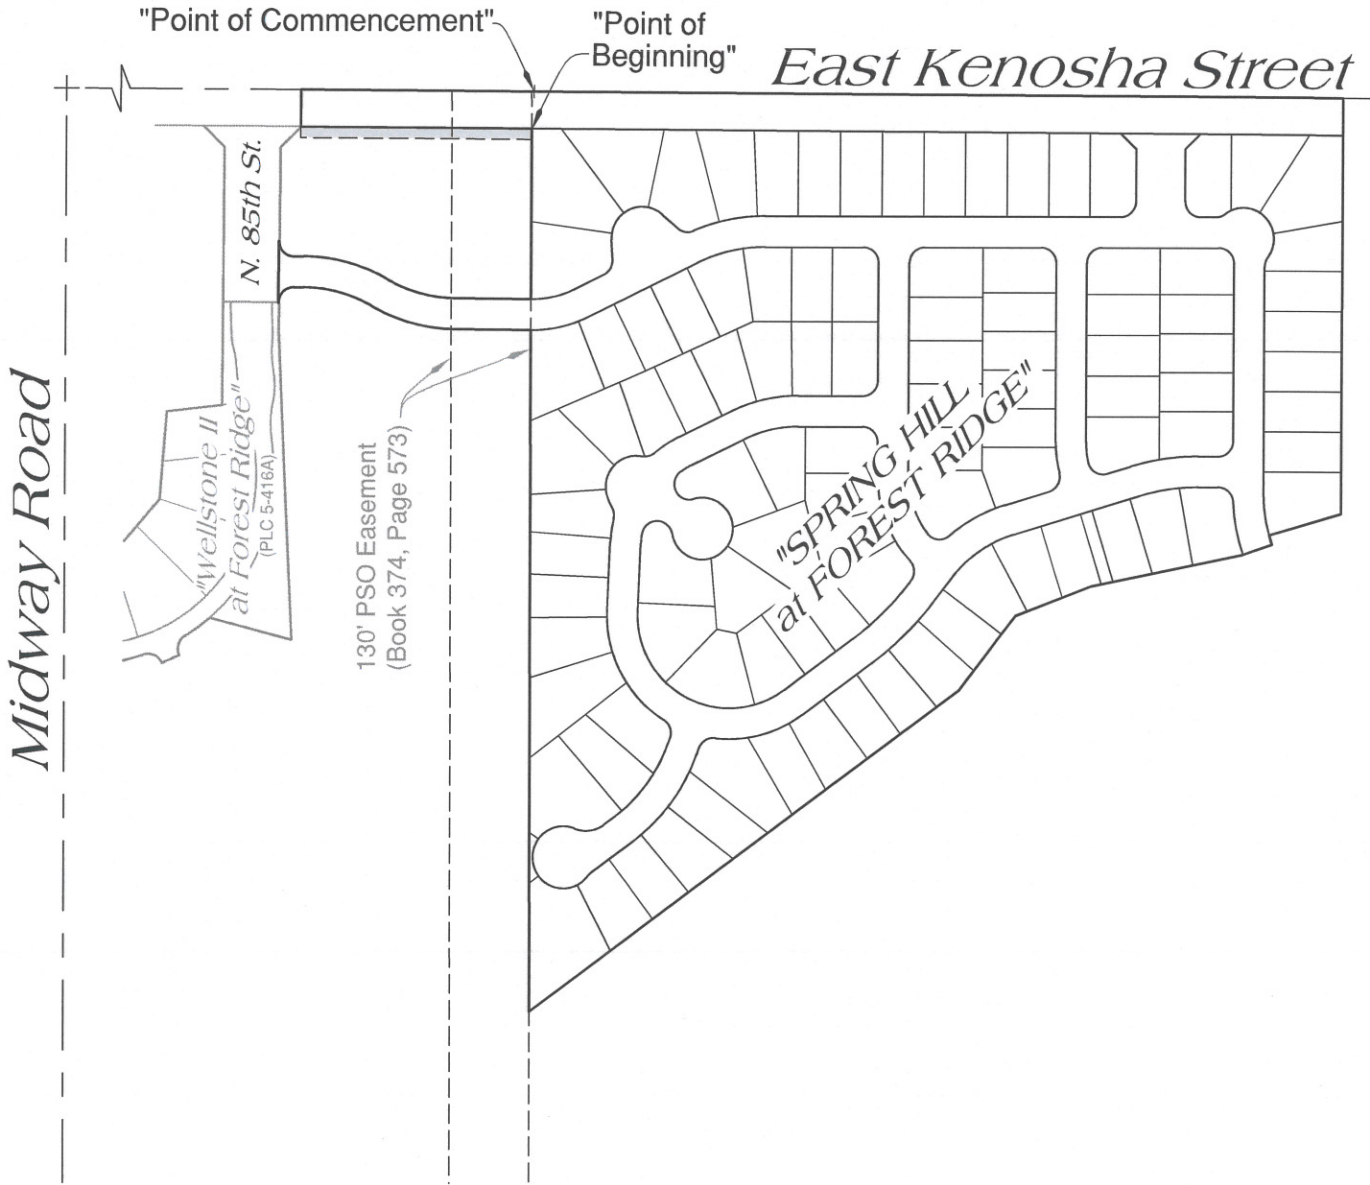 "Point of Commencement"
"Point of
Beginning"
East Kenosha Street
N. 85th St.
Midway Road
"Wellstone II
at Forest Ridge"
(PLC 5-416A)
130' PSO Easement
(Book 374, Page 573)
"SPRING HILL
at FOREST RIDGE"